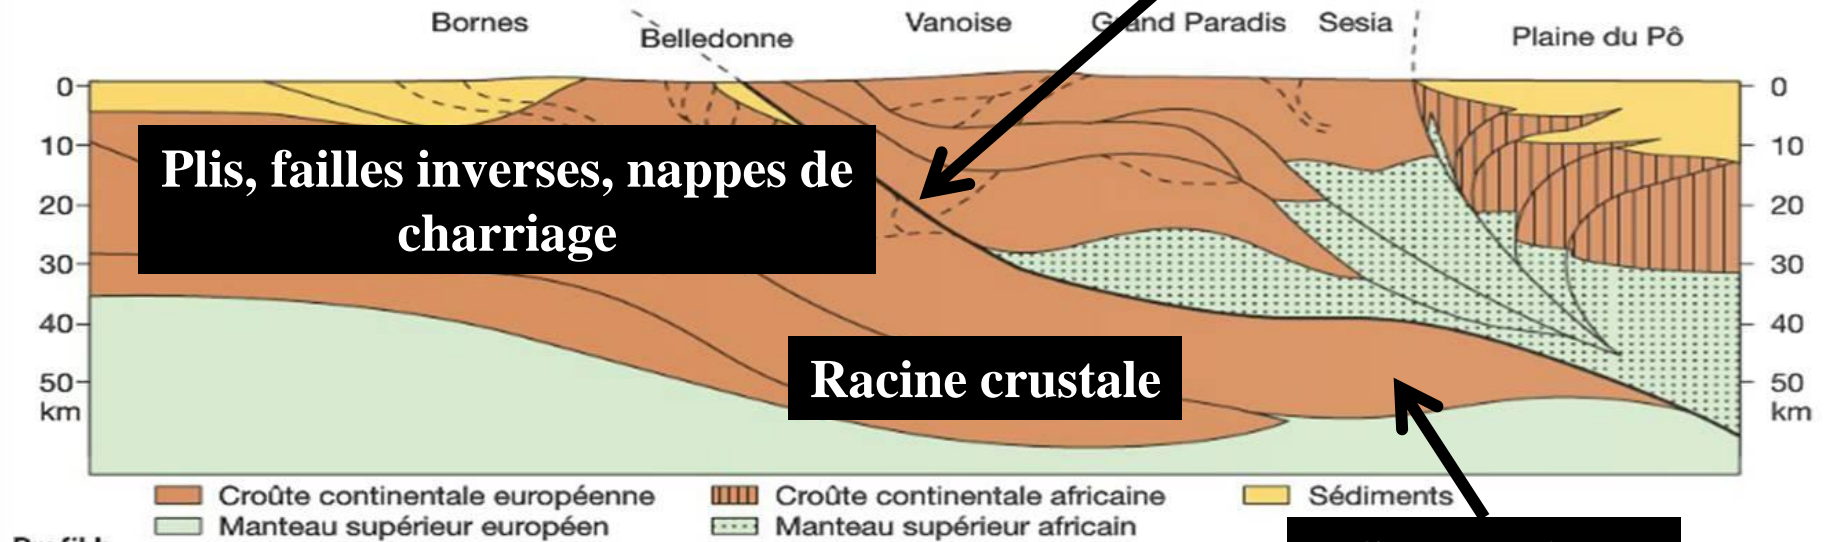 Bornes
Belledonne
Vanoise
Grand Paradis
Sesia
Plaine du Pô
0
10
20
30
40
50
km
0
10
20
30
40
50
km
Plis, failles inverses, nappes de
charriage
Racine crustale
Croûte continentale européenne
Croûte continentale africaine
Sédiments
Manteau supérieur européen
Manteau supérieur africain